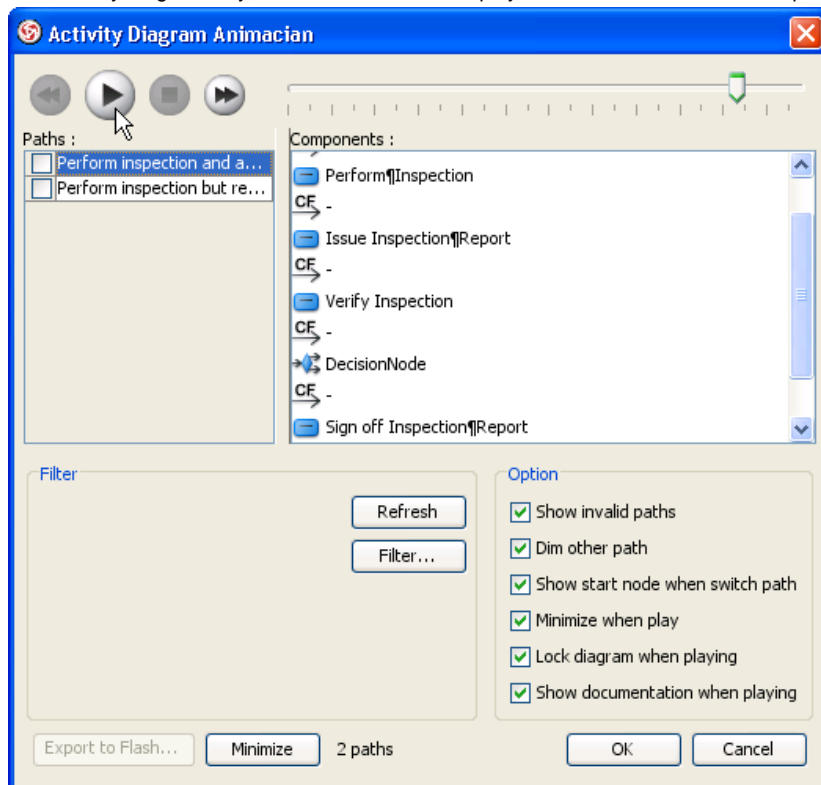 Activity Diagram Animacian
Paths :
Components :
Perform inspection and a...
Perform inspection but re...
Perform¶Inspection
CF -
Issue Inspection¶Report
CF -
Verify Inspection
CF -
DecisionNode
CF -
Sign off Inspection¶Report
Filter
Refresh
Filter...
Option
Show invalid paths
Dim other path
Show start node when switch path
Minimize when play
Lock diagram when playing
Show documentation when playing
Export to Flash...
Minimize
2 paths
OK
Cancel